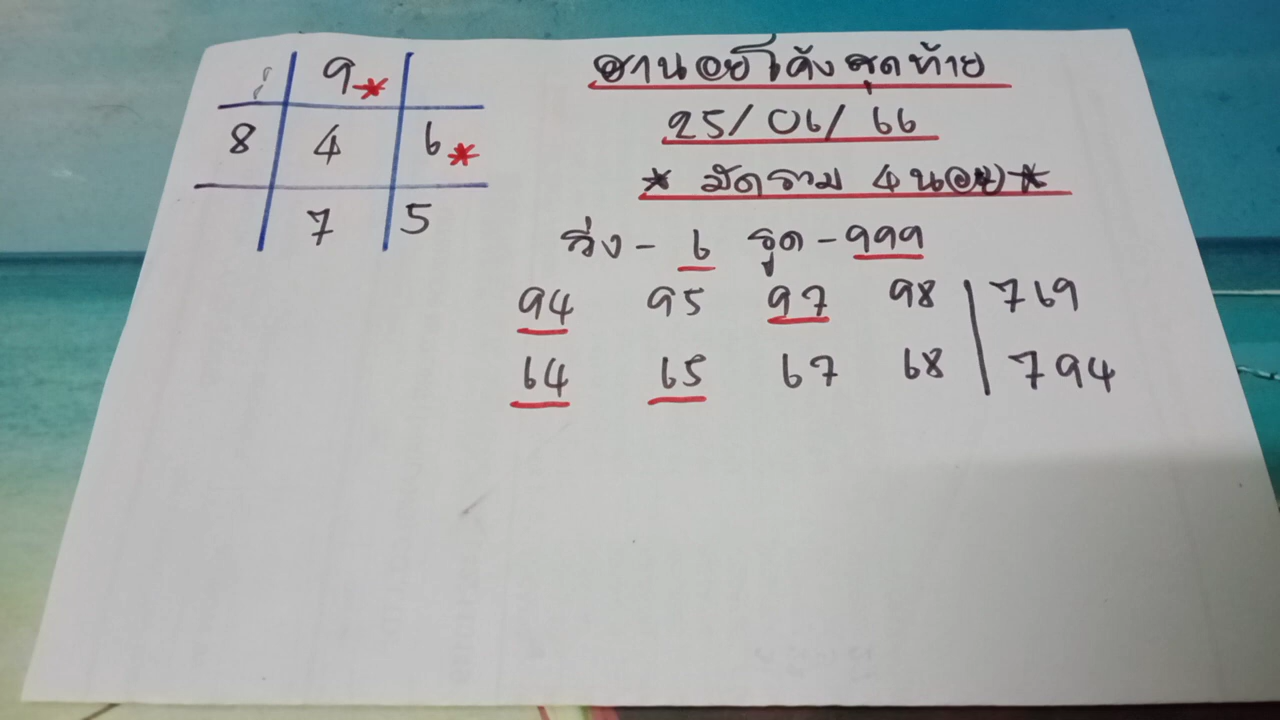 9*
8 4 6*
7 5
ฮานอยโค้งสุดท้าย
25/06/66
* มัดรวม 4 นอย *
วิ่ง - 6 รูด - 999
94 95 97 98 | 769
64 65 67 68 | 794